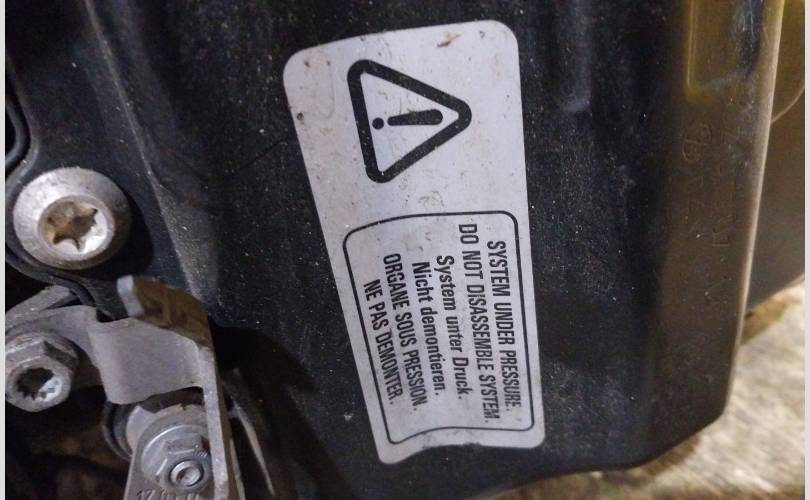 SYSTEM UNDER PRESSURE.
DO NOT DISASSEMBLE SYSTEM.
System unter Druck.
Nicht demontieren.
ORGANE SOUS PRESSION.
NE PAS DEMONTER.